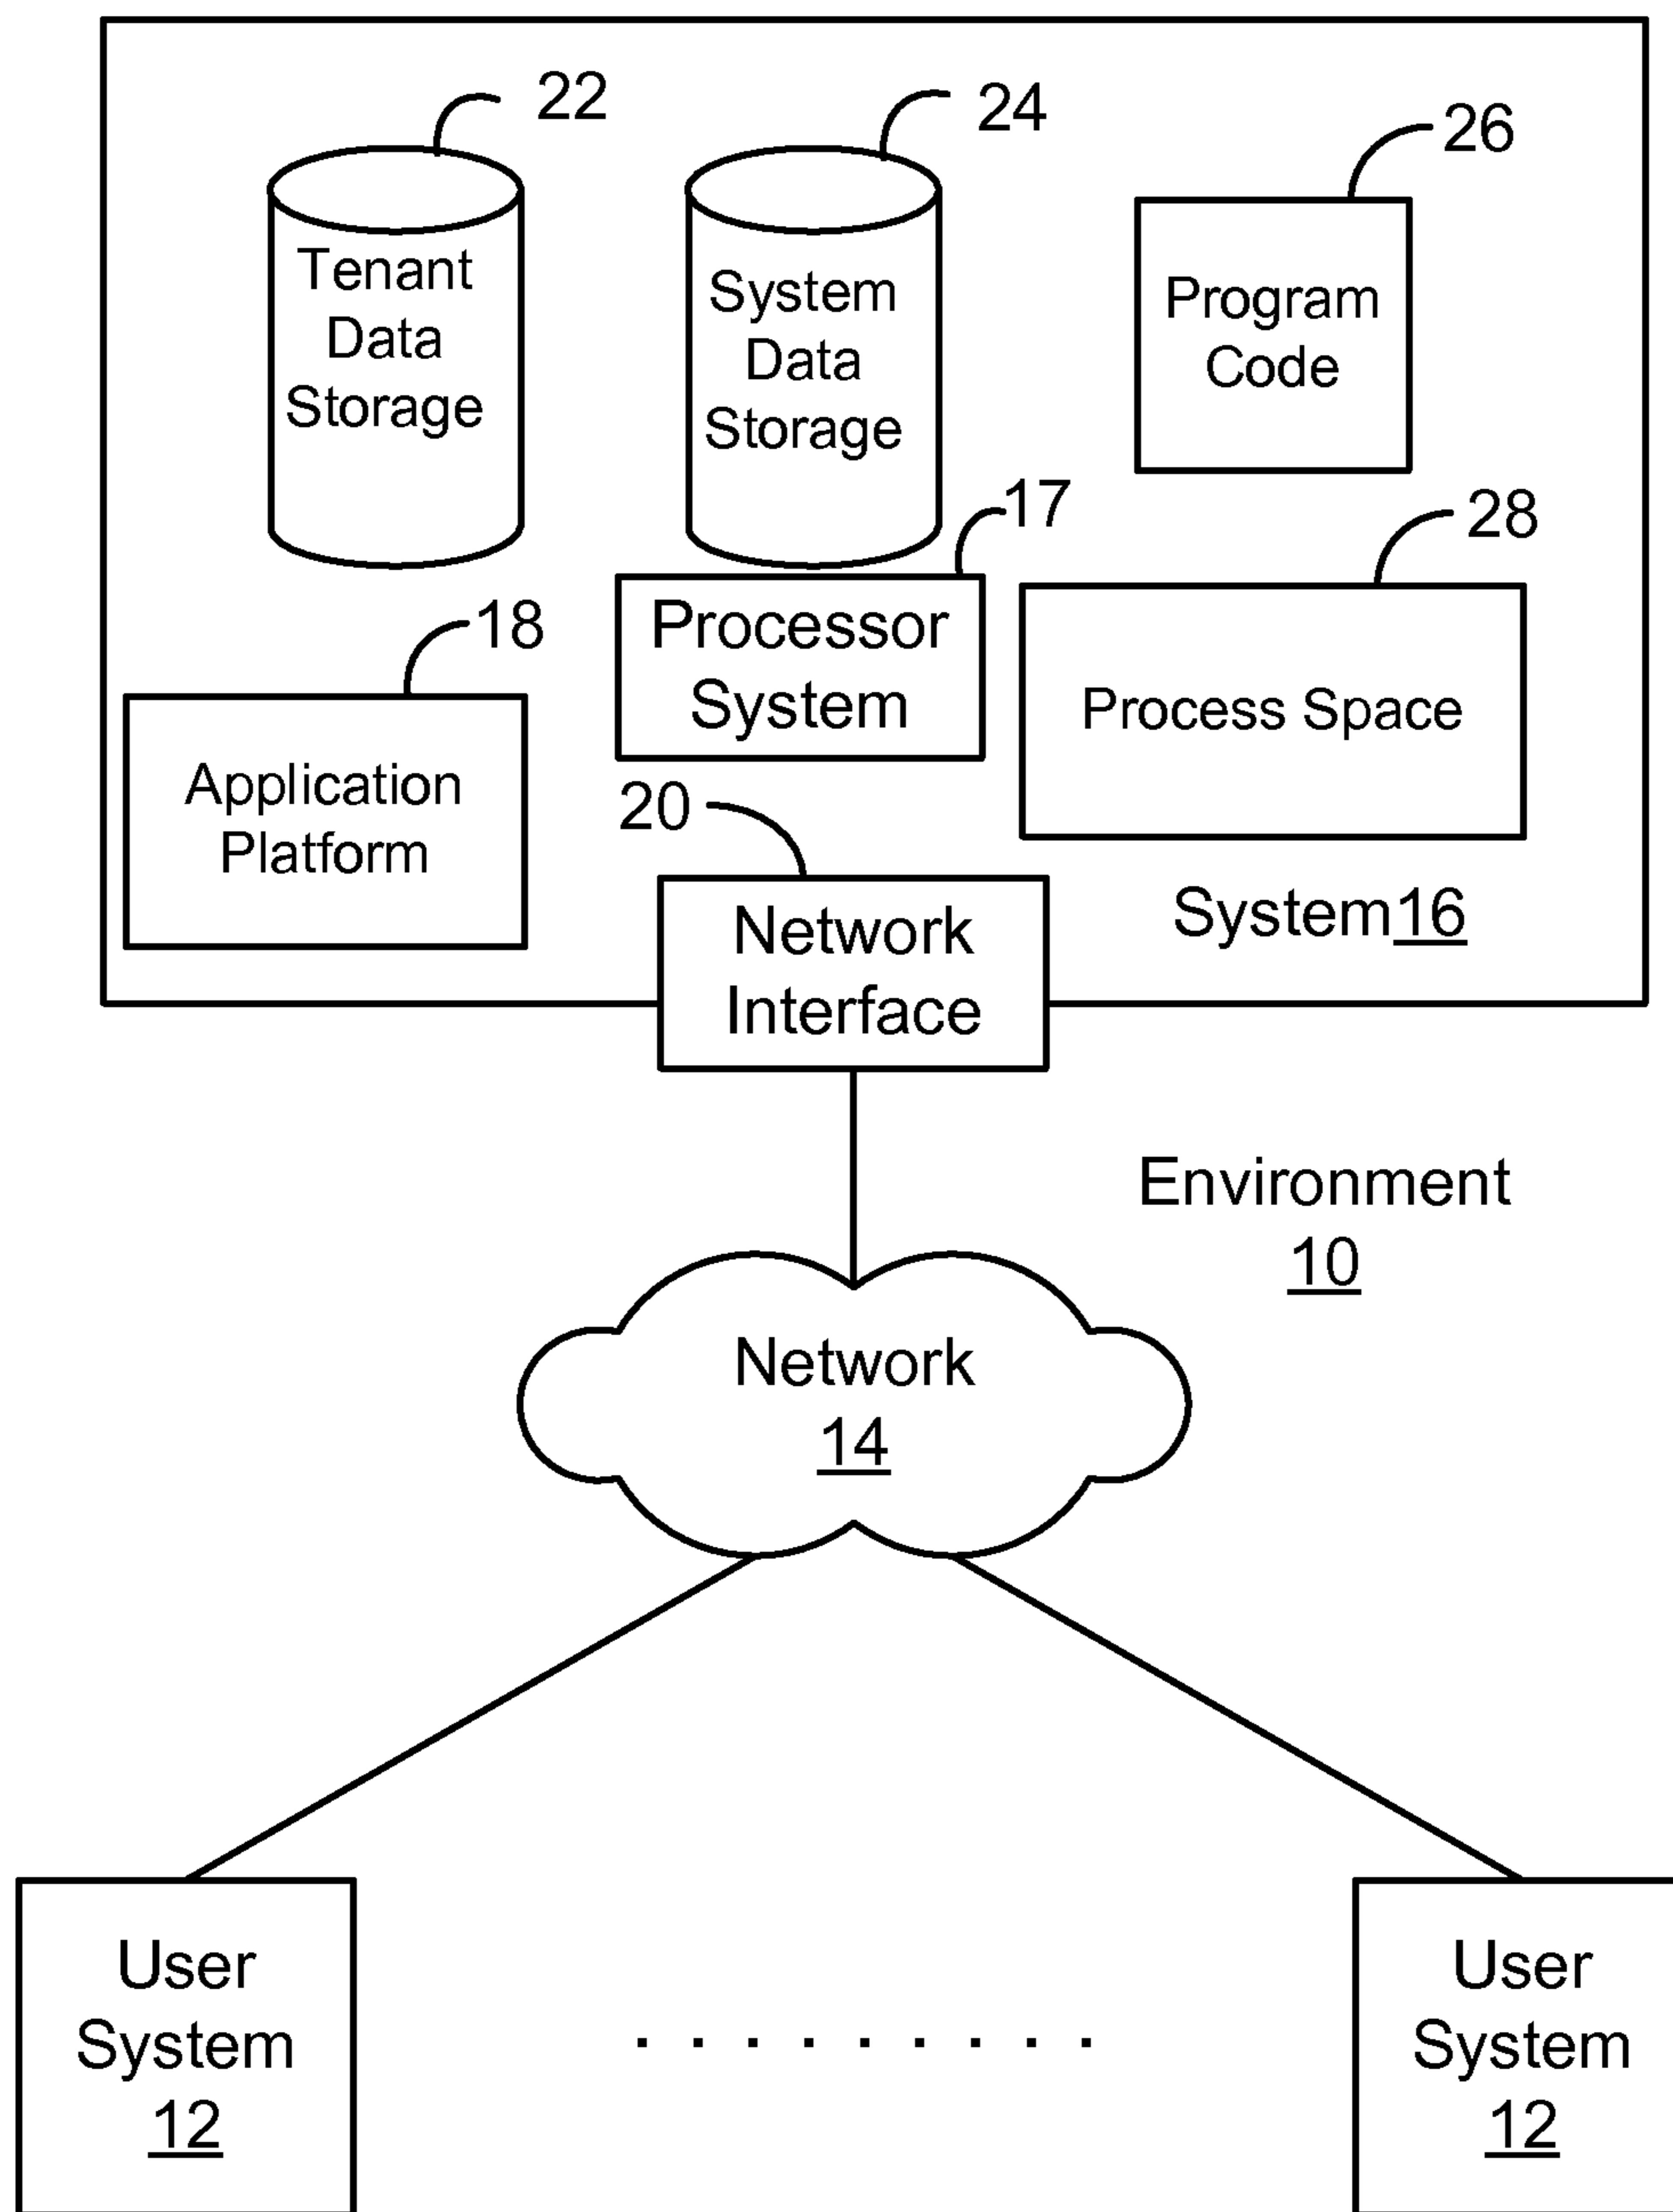 22
24
26
Tenant
Data
Storage
System
Data
Storage
Program
Code
17
28
18
Processor
System
Process Space
Application
Platform
20
Network
Interface
System16
Environment
10
Network
14
User
System
12
. . . . . . . . .
User
System
12